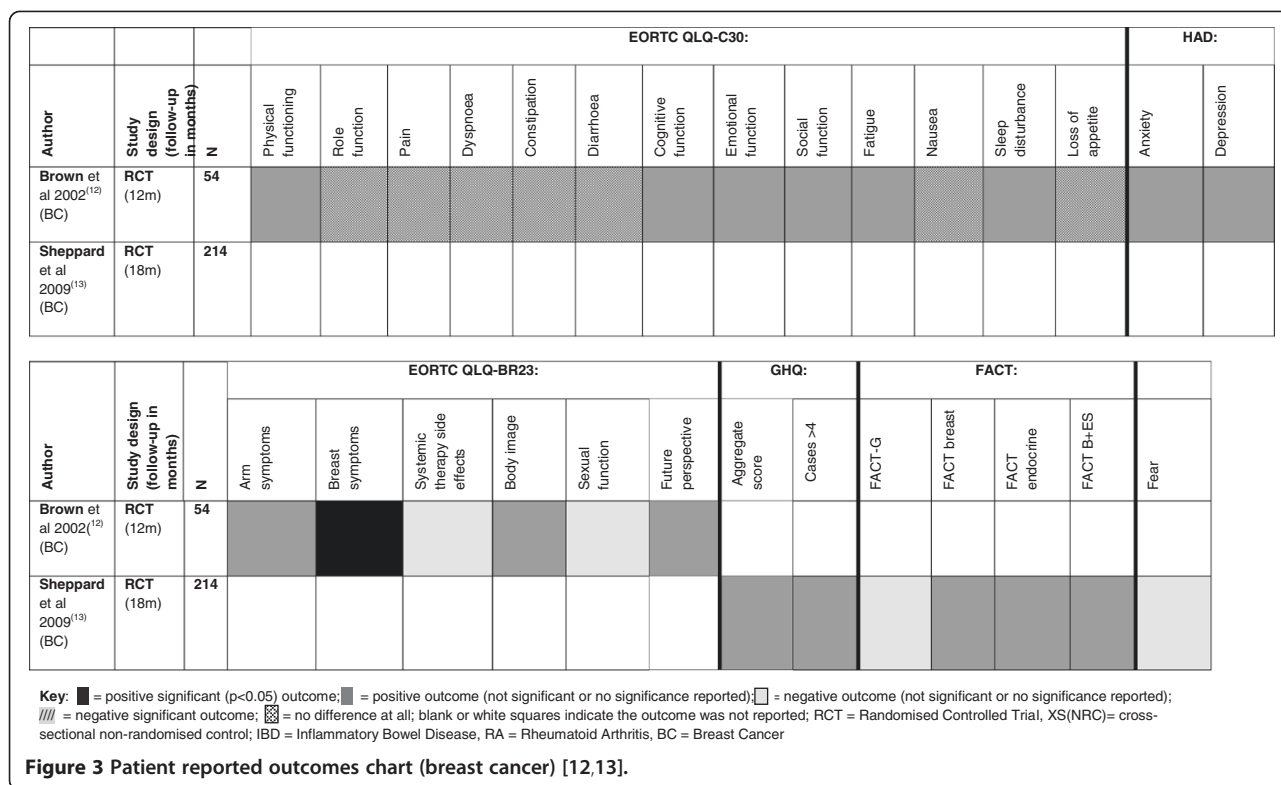 EORTC QLQ-C30: HAD:
Author
Study design (follow-up in months)
N
Physical functioning
Role function
Pain
Dyspnoea
Constipation
Diarrhoea
Cognitive function
Emotional function
Social function
Fatigue
Nausea
Sleep disturbance
Loss of appetite
Anxiety
Depression
Brown et al 2002(12) (BC)
RCT (12m)
54
Sheppard et al 2009(13) (BC)
RCT (18m)
214
EORTC QLQ-BR23: GHQ: FACT:
Author
Study design (follow-up in months)
N
Arm symptoms
Breast symptoms
Systemic therapy side effects
Body image
Sexual function
Future perspective
Aggregate score
Cases >4
FACT-G
FACT breast
FACT endocrine
FACT B+ES
Fear
Brown et al 2002(12) (BC)
RCT (12m)
54
Sheppard et al 2009(13) (BC)
RCT (18m)
214
Key: = positive significant (p<0.05) outcome; = positive outcome (not significant or no significance reported); = negative outcome (not significant or no significance reported);
//// = negative significant outcome; = no difference at all; blank or white squares indicate the outcome was not reported; RCT = Randomised Controlled Trial, XS(NRC)= cross-
sectional non-randomised control; IBD = Inflammatory Bowel Disease, RA = Rheumatoid Arthritis, BC = Breast Cancer
Figure 3 Patient reported outcomes chart (breast cancer) [12,13].